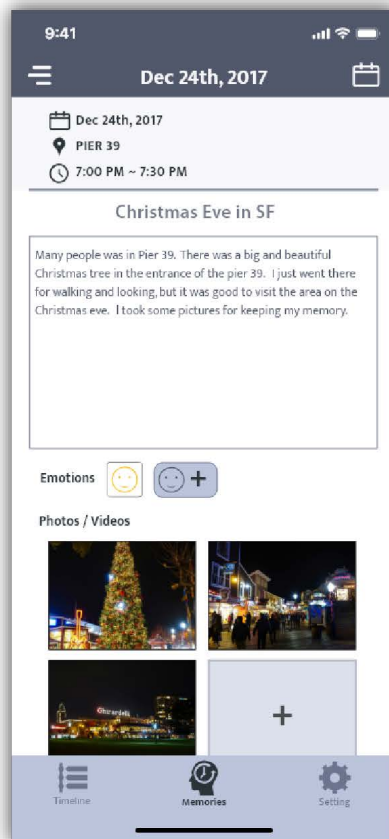 9:41
Dec 24th, 2017
Dec 24th, 2017
PIER 39
7:00 PM ~ 7:30 PM
Christmas Eve in SF
Many people was in Pier 39. There was a big and beautiful
Christmas tree in the entrance of the pier 39. I just went there
for walking and looking, but it was good to visit the area on the
Christmas eve. I took some pictures for keeping my memory.
Emotions
+
Photos / Videos
Ghirardelli
+
Timeline
Memories
Setting